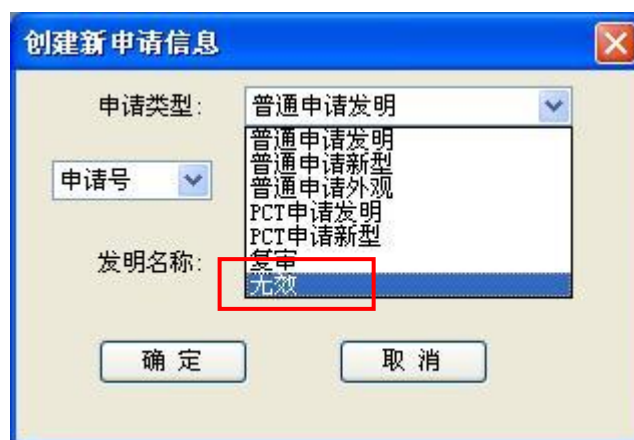 创建新申请信息
申请类型:
普通申请发明
普通申请发明
普通申请新型
普通申请外观
PCT申请发明
PCT申请新型
复审
无效
申请号
发明名称:
确 定
取 消